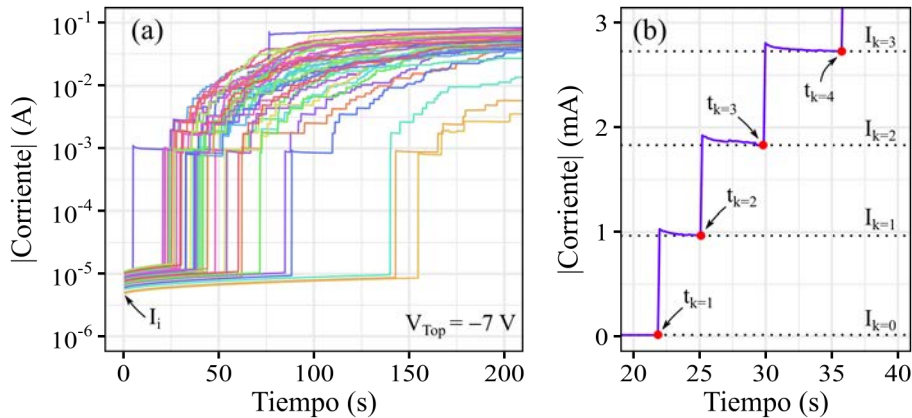 (a)
|Corriente| (A)
10⁻¹
10⁻²
10⁻³
10⁻⁴
10⁻⁵
10⁻⁶
I_i
V_Top = −7 V
0 50 100 150 200
Tiempo (s)
(b)
|Corriente| (mA)
3
2
1
0
I_k=3
t_k=4
t_k=3
I_k=2
t_k=2
I_k=1
t_k=1
I_k=0
20 25 30 35 40
Tiempo (s)